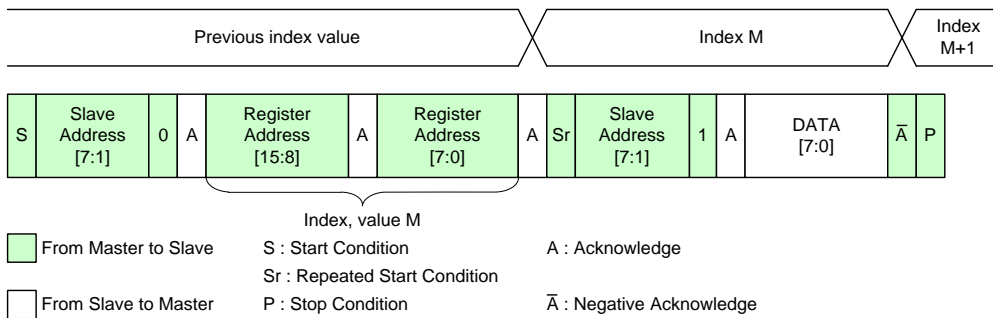 Previous index value
Index M
Index
M+1
S
Slave
Address
[7:1]
0
A
Register
Address
[15:8]
A
Register
Address
[7:0]
A
Sr
Slave
Address
[7:1]
1
A
DATA
[7:0]
A̅
P
Index, value M
From Master to Slave
S : Start Condition
A : Acknowledge
Sr : Repeated Start Condition
From Slave to Master
P : Stop Condition
A̅ : Negative Acknowledge